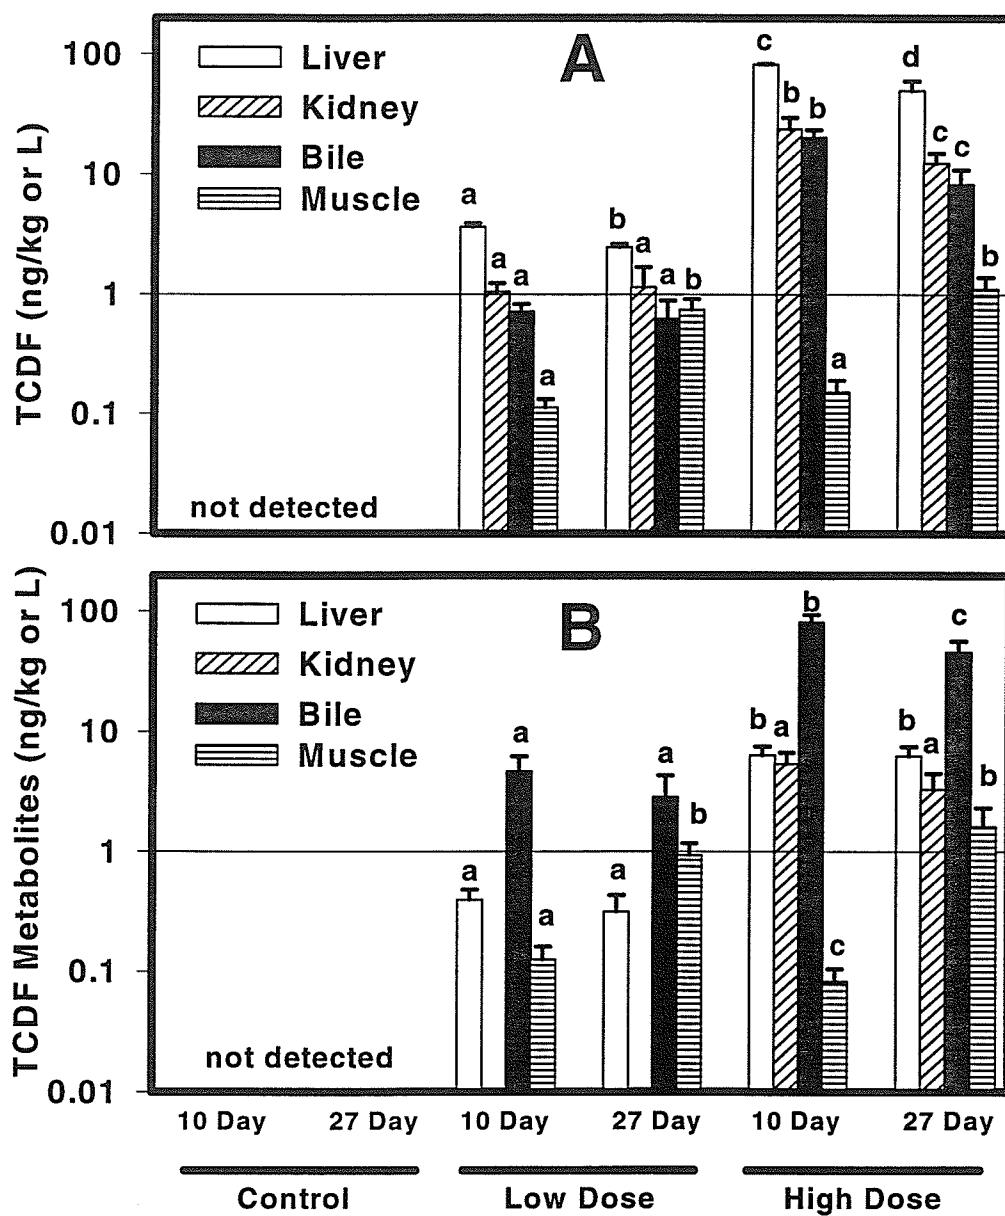 A
TCDF (ng/kg or L)
100
10
1
0.1
0.01
Liver
Kidney
Bile
Muscle
not detected
a
a
a
a
b
a
a
b
c
b
b
a
d
c
c
b
B
TCDF Metabolites (ng/kg or L)
100
10
1
0.1
0.01
Liver
Kidney
Bile
Muscle
not detected
a
a
a
a
a
b
b
a
b
c
b
a
c
b
10 Day
27 Day
10 Day
27 Day
10 Day
27 Day
Control
Low Dose
High Dose